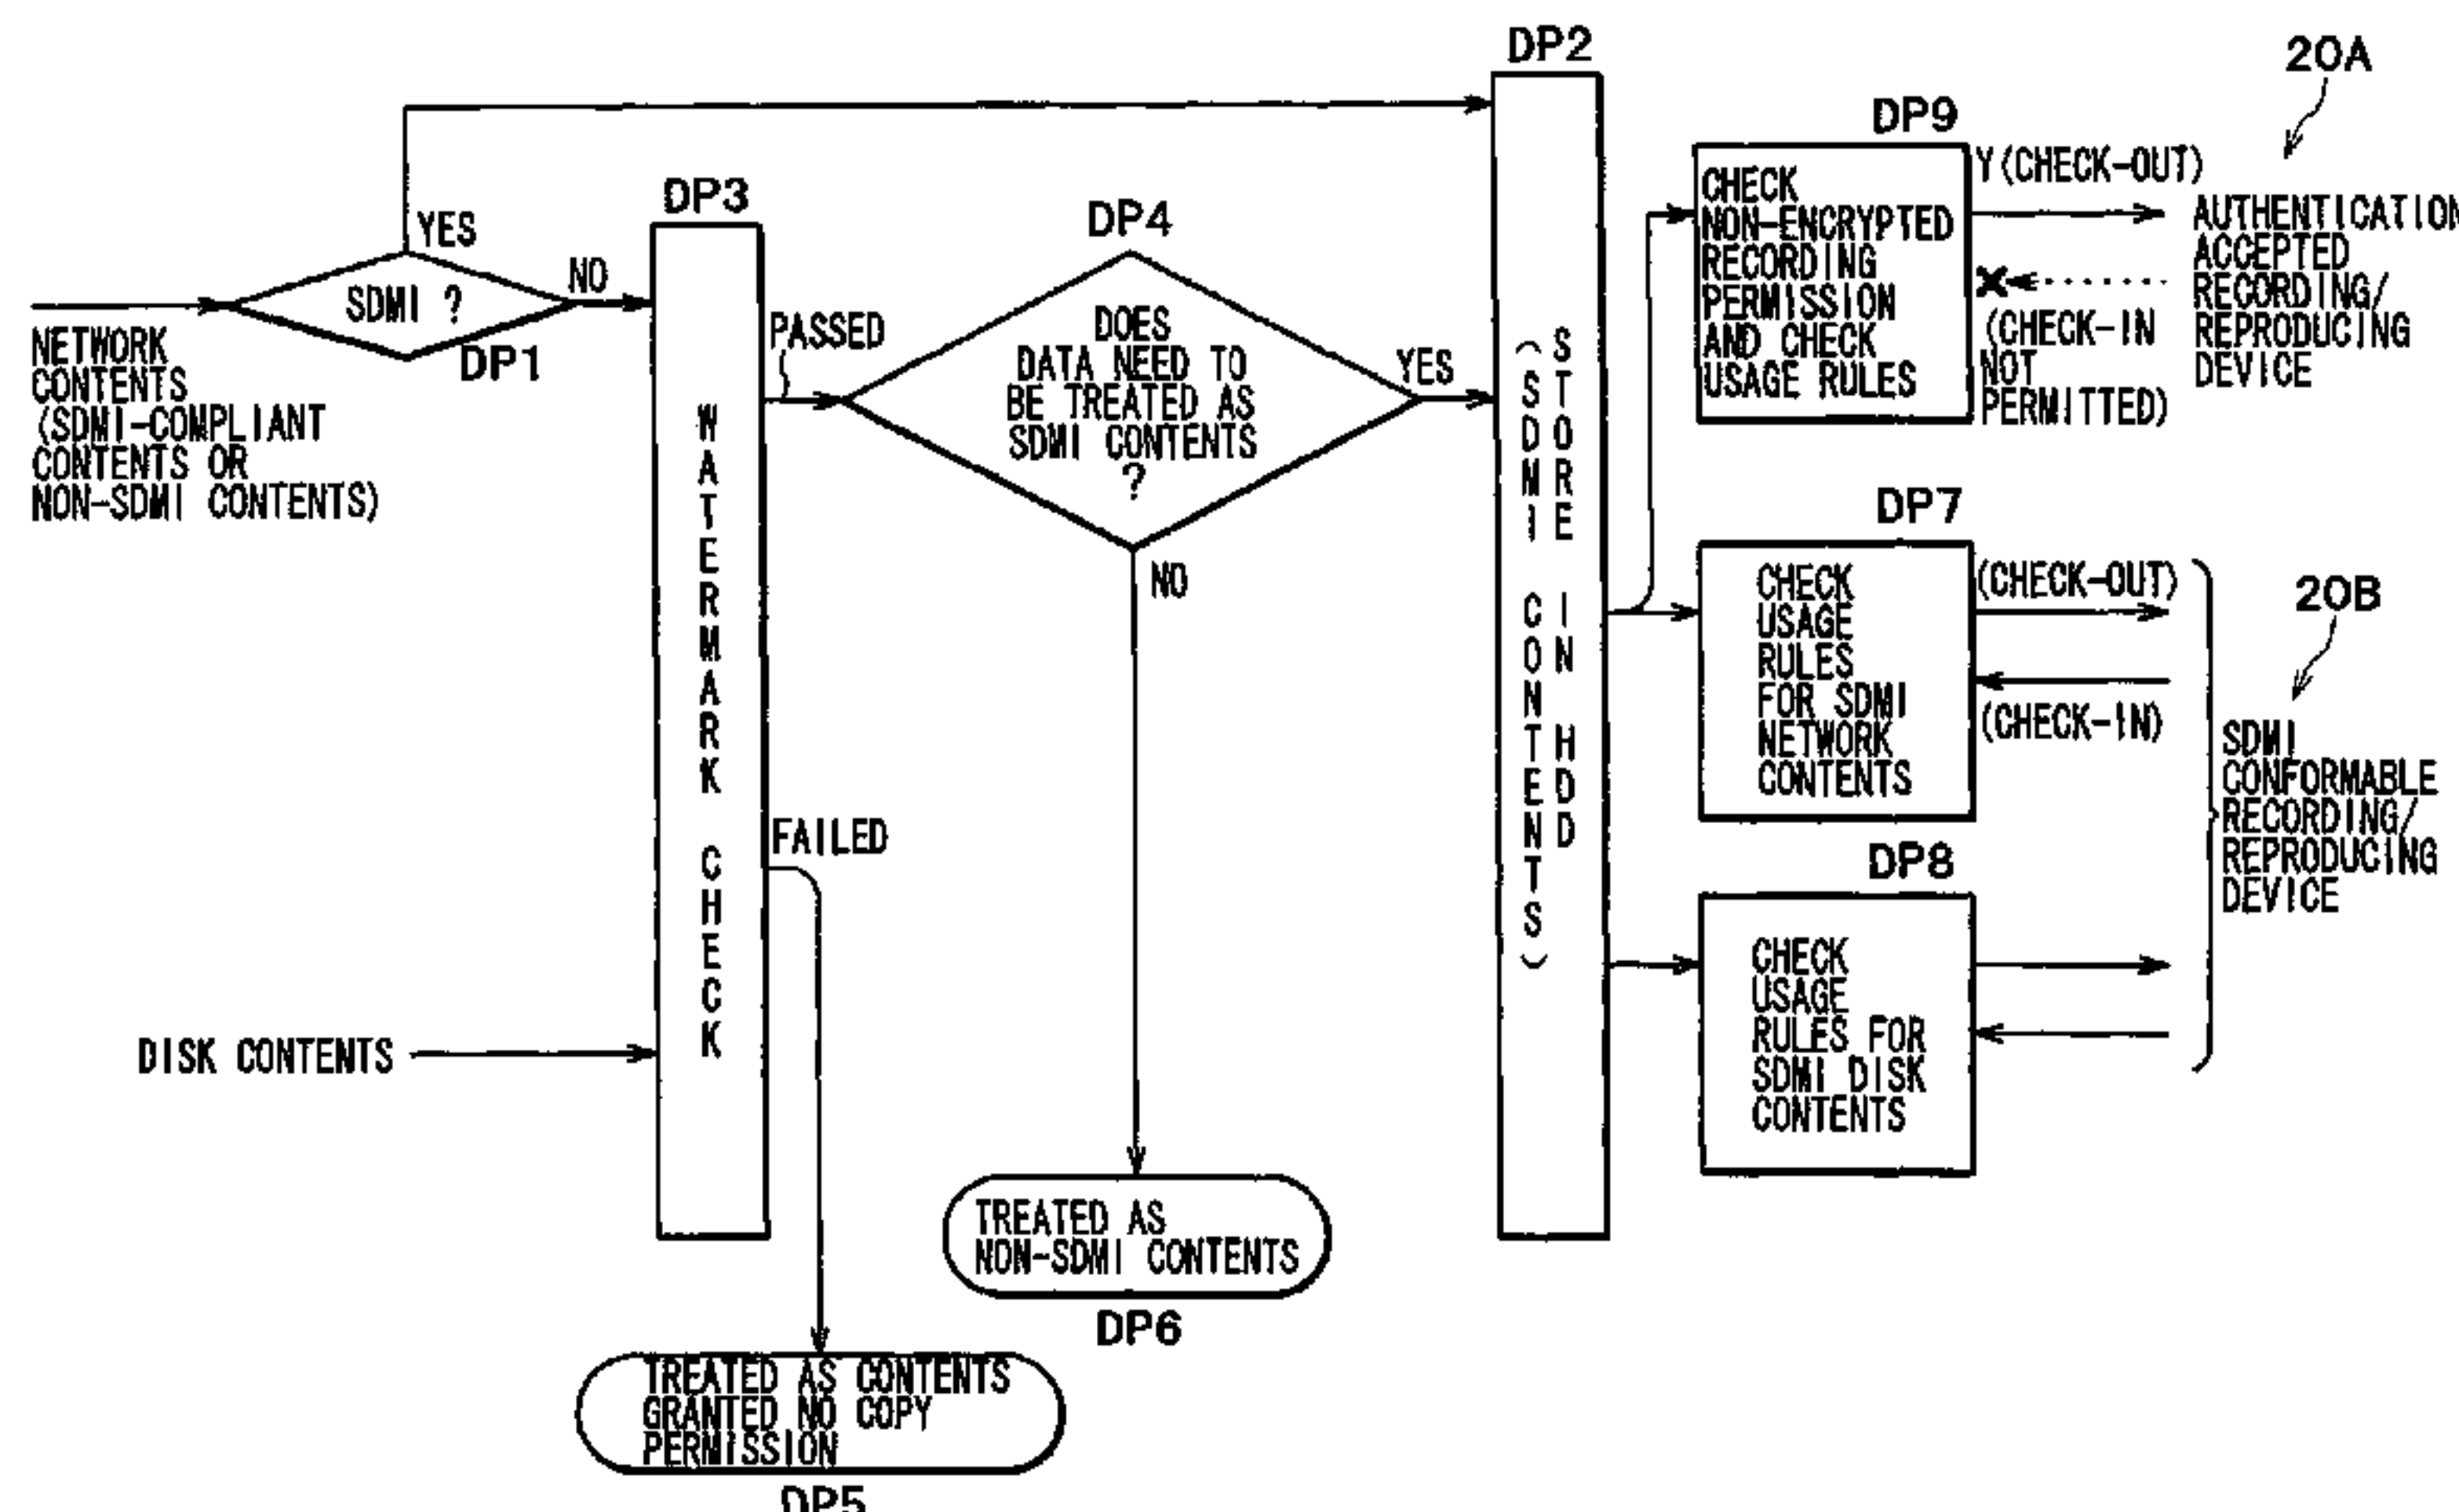 DP2
20A
DP9
Y(CHECK-OUT)
CHECK
NON-ENCRYPTED
RECORDING
PERMISSION
AND CHECK
USAGE RULES
AUTHENTICATION
ACCEPTED
RECORDING/
REPRODUCING
DEVICE
(CHECK-IN
NOT
PERMITTED)
DP3
DP4
YES
NO
SDMI ?
DP1
NETWORK
CONTENTS
(SDMI-COMPLIANT
CONTENTS OR
NON-SDMI CONTENTS)
PASSED
DOES
DATA NEED TO
BE TREATED AS
SDMI CONTENTS
?
YES
NO
WATERMARK CHECK
STORE IN HDD
(SDMI CONTENTS)
DP7
CHECK
USAGE
RULES
FOR SDMI
NETWORK
CONTENTS
(CHECK-OUT)
(CHECK-IN)
20B
SDMI
CONFORMABLE
RECORDING/
REPRODUCING
DEVICE
FAILED
DP8
CHECK
USAGE
RULES FOR
SDMI DISK
CONTENTS
DISK CONTENTS
TREATED AS
NON-SDMI CONTENTS
DP6
TREATED AS CONTENTS
GRANTED NO COPY
PERMISSION
DP5